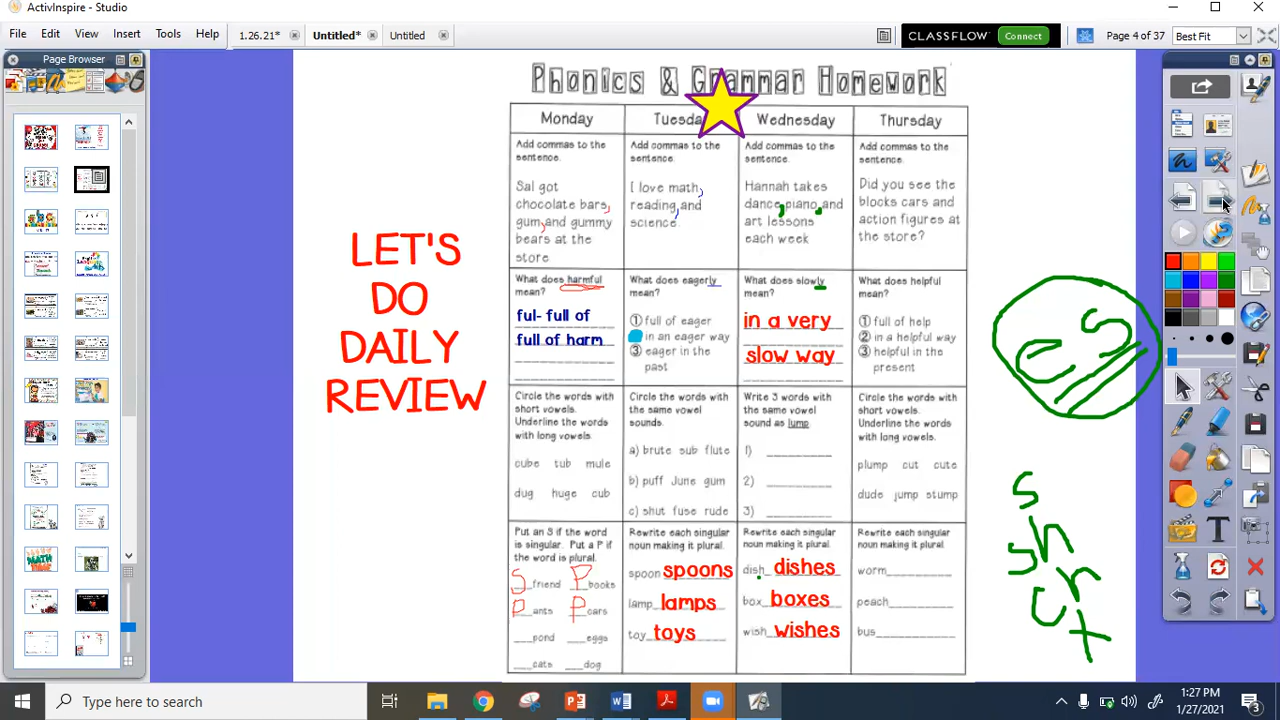 ActivInspire - Studio
File Edit View Insert Tools Help
1.26.21* Untitled* Untitled
CLASSFLOW Connect
Page 4 of 37 Best Fit
Page Browser
Phonics & Grammar Homework
LET'S
DO
DAILY
REVIEW
Monday
Add commas to the
sentence.
Sal got
chocolate bars,
gum, and gummy
bears at the
store.
What does harmful
mean?
ful- full of
full of harm
Circle the words with
short vowels.
Underline the words
with long vowels.
cube tub mule
dug huge cub
Put an S if the word
is singular. Put a P if
the word is plural.
S friend P books
P ants P cars
pond eggs
cats dog
Tuesday
Add commas to the
sentence.
I love math,
reading, and
science
What does eagerly
mean?
① full of eager
in an eager way
③ eager in the
past
Circle the words with
the same vowel
sounds.
a) brute sub flute
b) puff June gum
c) shut fuse rude
Rewrite each singular
noun making it plural.
spoon spoons
lamp lamps
toy toys
Wednesday
Add commas to the
sentence.
Hannah takes
dance, piano, and
art lessons
each week
What does slowly
mean?
in a very
slow way
Write 3 words with
the same vowel
sound as lump
1)
2)
3)
Rewrite each singular
noun making it plural.
dish dishes
box boxes
wish wishes
Thursday
Add commas to the
sentence.
Did you see the
blocks cars and
action figures at
the store?
What does helpful
mean?
① full of help
② in a helpful way
③ helpful in the
present
Circle the words with
short vowels.
Underline the words
with long vowels.
plump cut cute
dude jump stump
Rewrite each singular
noun making it plural.
worm
peach
bus
es
s
sh
Type here to search
1:27 PM
1/27/2021
3